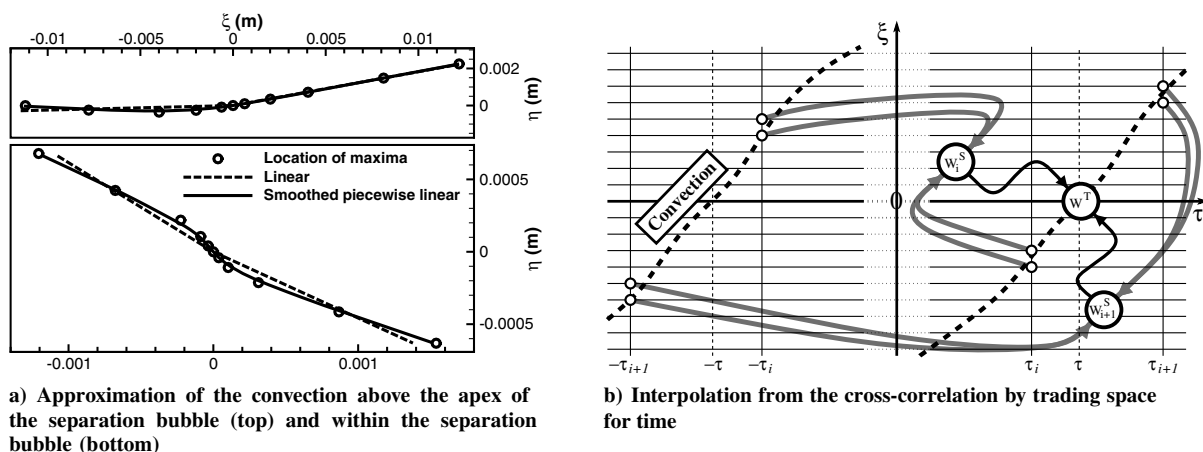 ξ (m)
-0.01 -0.005 0 0.005 0.01
0.002
0
η (m)
Location of maxima
Linear
Smoothed piecewise linear
0.0005
0
-0.0005
η (m)
-0.001 0 0.001
a) Approximation of the convection above the apex of
the separation bubble (top) and within the separation
bubble (bottom)
ξ
Convection
W_i^S
W^T
W_{i+1}^S
0
τ
−τ_{i+1} −τ −τ_i τ_i τ τ_{i+1}
b) Interpolation from the cross-correlation by trading space
for time